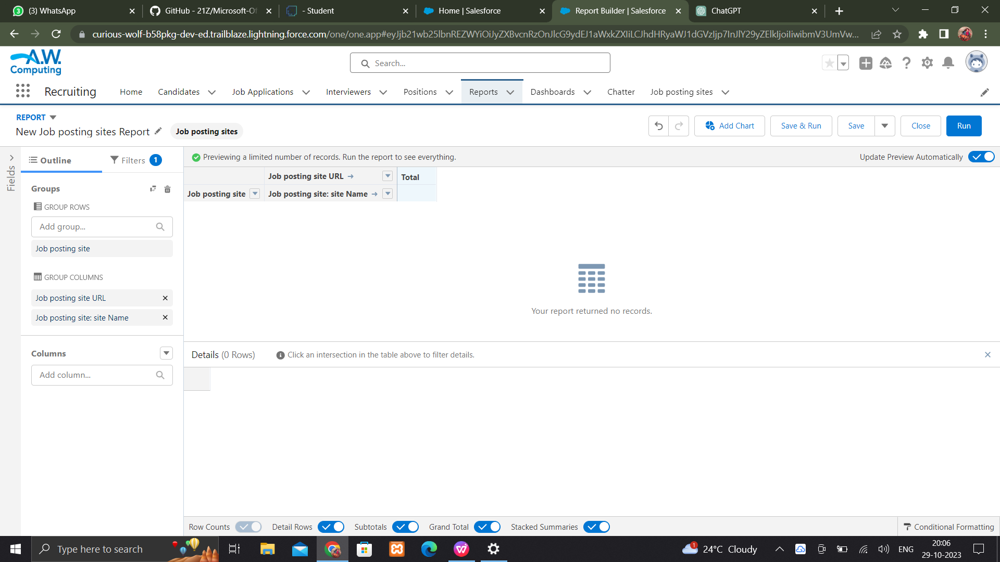 3 (3) WhatsApp
GitHub - 21Z/Microsoft-Of
- Student
Home | Salesforce
Report Builder | Salesforce
ChatGPT
curious-wolf-b58pkg-dev-ed.trailblaze.lightning.force.com/one/one.app#eyJjb21wb25lbnREZWYiOiJyZXBvcnRzOnJlcG9ydEJ1aWxkZXIiLCJhdHRyaWJ1dGVzIjp7InJlY29yZElkIjoiIiwibmV3UmVw...
A.W. Computing
Search...
Recruiting
Home
Candidates
Job Applications
Interviewers
Positions
Reports
Dashboards
Chatter
Job posting sites
REPORT
New Job posting sites Report
Job posting sites
Add Chart
Save & Run
Save
Close
Run
Fields
Outline
Filters 1
Previewing a limited number of records. Run the report to see everything.
Update Preview Automatically
Groups
GROUP ROWS
Add group...
Job posting site
GROUP COLUMNS
Job posting site URL
Job posting site: site Name
Columns
Add column...
Job posting site URL
Total
Job posting site
Job posting site: site Name
Your report returned no records.
Details (0 Rows)
Click an intersection in the table above to filter details.
Row Counts
Detail Rows
Subtotals
Grand Total
Stacked Summaries
Conditional Formatting
Type here to search
1
24°C Cloudy
ENG
20:06
29-10-2023